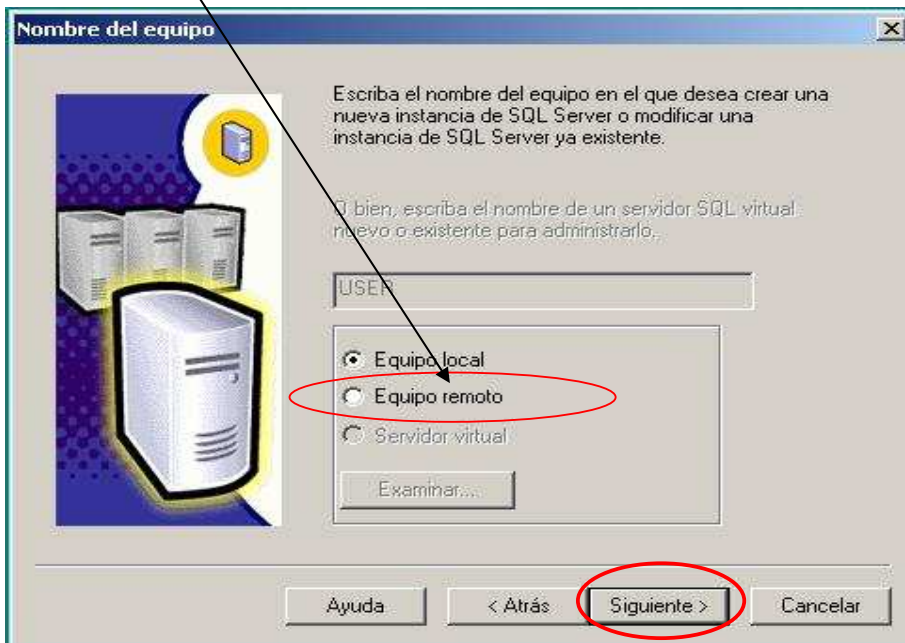 Nombre del equipo
Escriba el nombre del equipo en el que desea crear una
nueva instancia de SQL Server o modificar una
instancia de SQL Server ya existente.
O bien, escriba el nombre de un servidor SQL virtual
nuevo o existente para administrarlo.
USER
Equipo local
Equipo remoto
Servidor virtual
Examinar...
Ayuda
< Atrás
Siguiente >
Cancelar